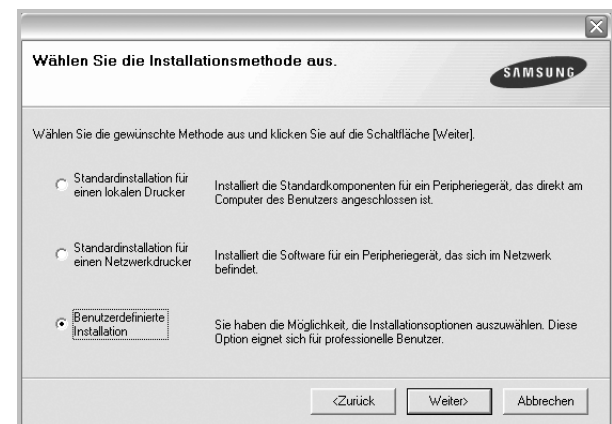 Wählen Sie die Installationsmethode aus.
SAMSUNG
Wählen Sie die gewünschte Methode aus und klicken Sie auf die Schaltfläche [Weiter].
Standardinstallation für
einen lokalen Drucker
Installiert die Standardkomponenten für ein Peripheriegerät, das direkt am
Computer des Benutzers angeschlossen ist.
Standardinstallation für
einen Netzwerkdrucker
Installiert die Software für ein Peripheriegerät, das sich im Netzwerk
befindet.
Benutzerdefinierte
Installation
Sie haben die Möglichkeit, die Installationsoptionen auszuwählen. Diese
Option eignet sich für professionelle Benutzer.
<Zurück
Weiter>
Abbrechen